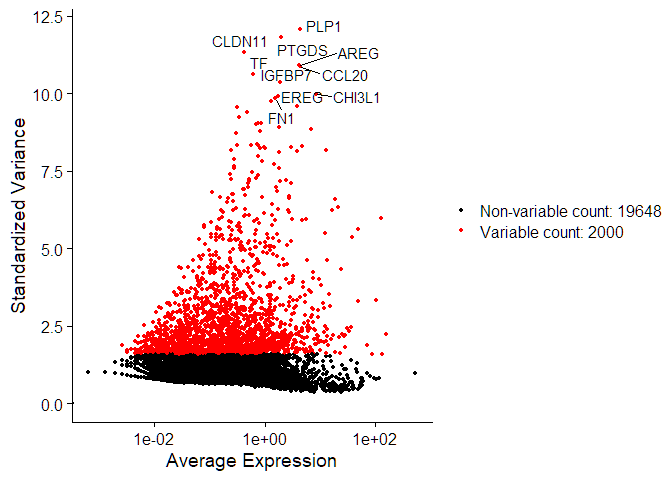 12.5
10.0
7.5
5.0
2.5
0.0
Standardized Variance
PLP1
CLDN11
PTGDS
AREG
TF
IGFBP7
CCL20
EREG
CHI3L1
FN1
Non-variable count: 19648
Variable count: 2000
1e-02
1e+00
1e+02
Average Expression